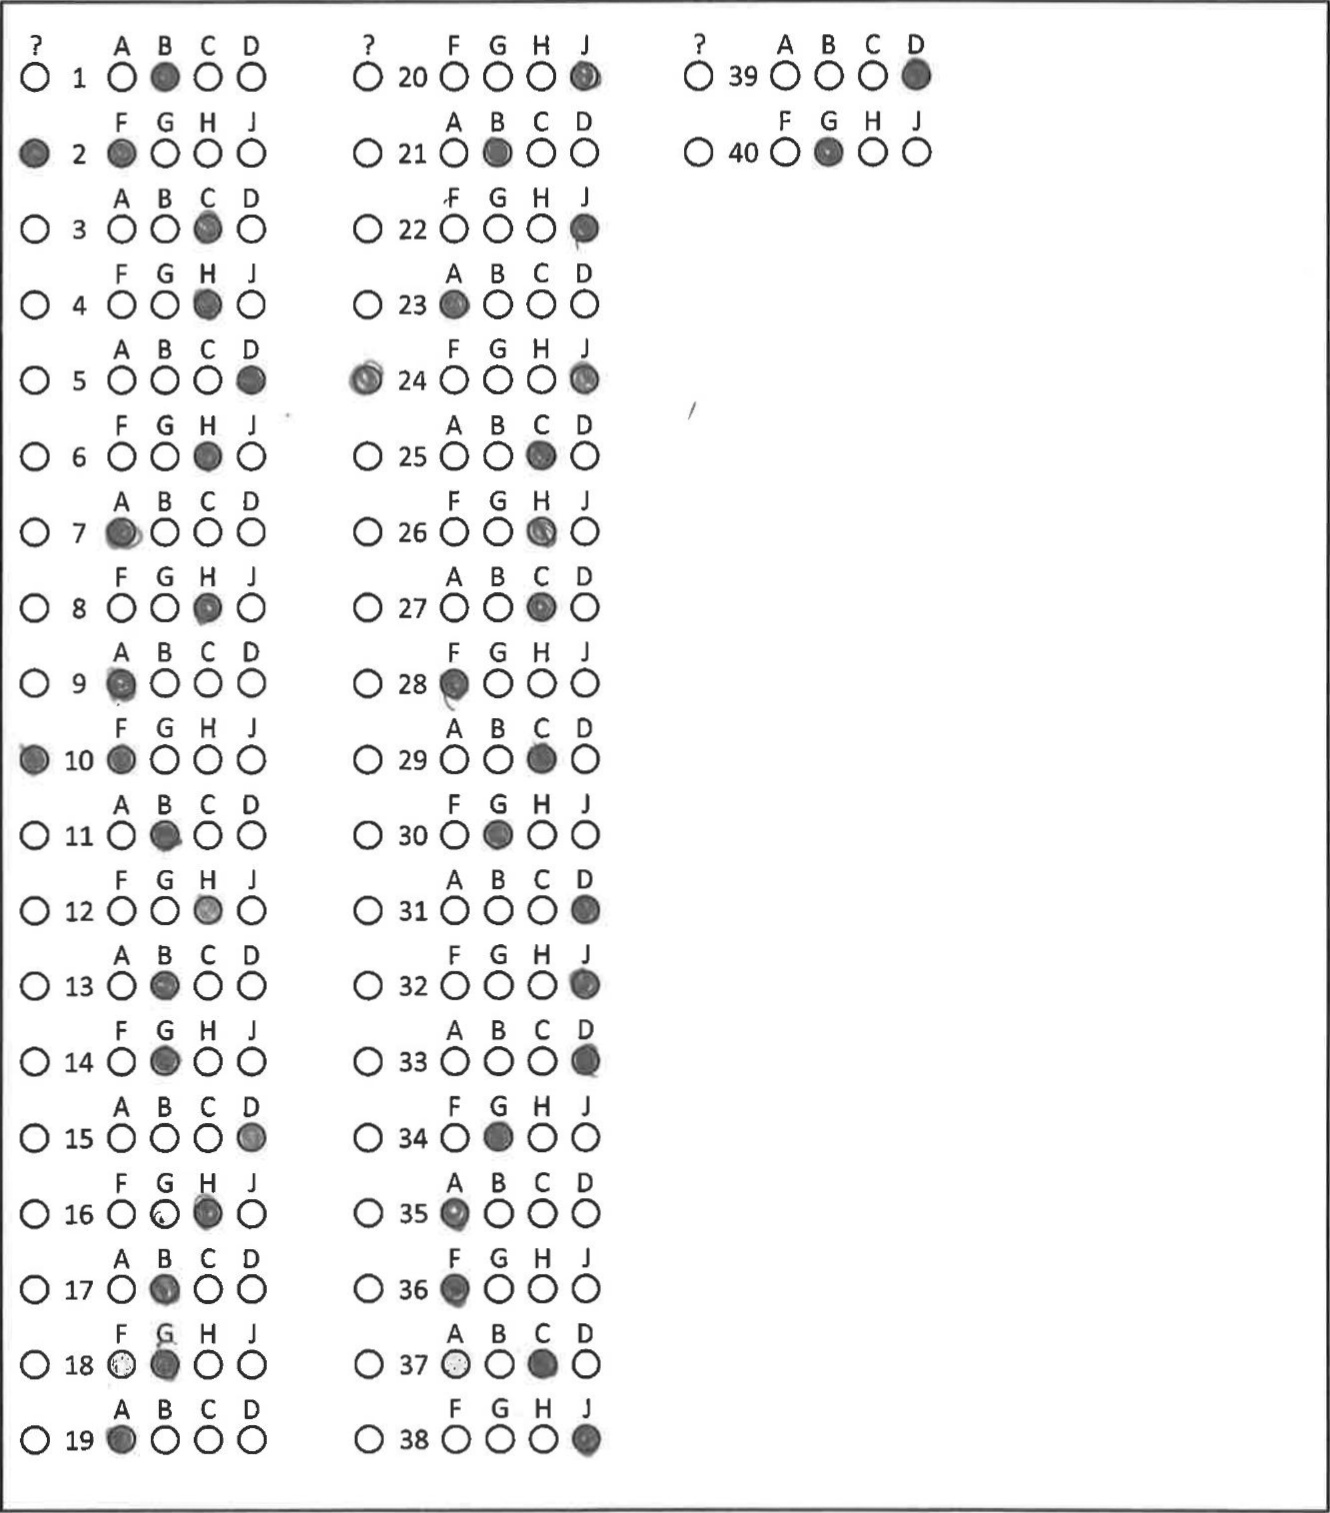 ? A B C D
1
F G H J
2
A B C D
3
F G H J
4
A B C D
5
F G H J
6
A B C D
7
F G H J
8
A B C D
9
F G H J
10
A B C D
11
F G H J
12
A B C D
13
F G H J
14
A B C D
15
F G H J
16
A B C D
17
F G H J
18
A B C D
19
? F G H J
20
A B C D
21
F G H J
22
A B C D
23
F G H J
24
A B C D
25
F G H J
26
A B C D
27
F G H J
28
A B C D
29
F G H J
30
A B C D
31
F G H J
32
A B C D
33
F G H J
34
A B C D
35
F G H J
36
A B C D
37
F G H J
38
? A B C D
39
F G H J
40